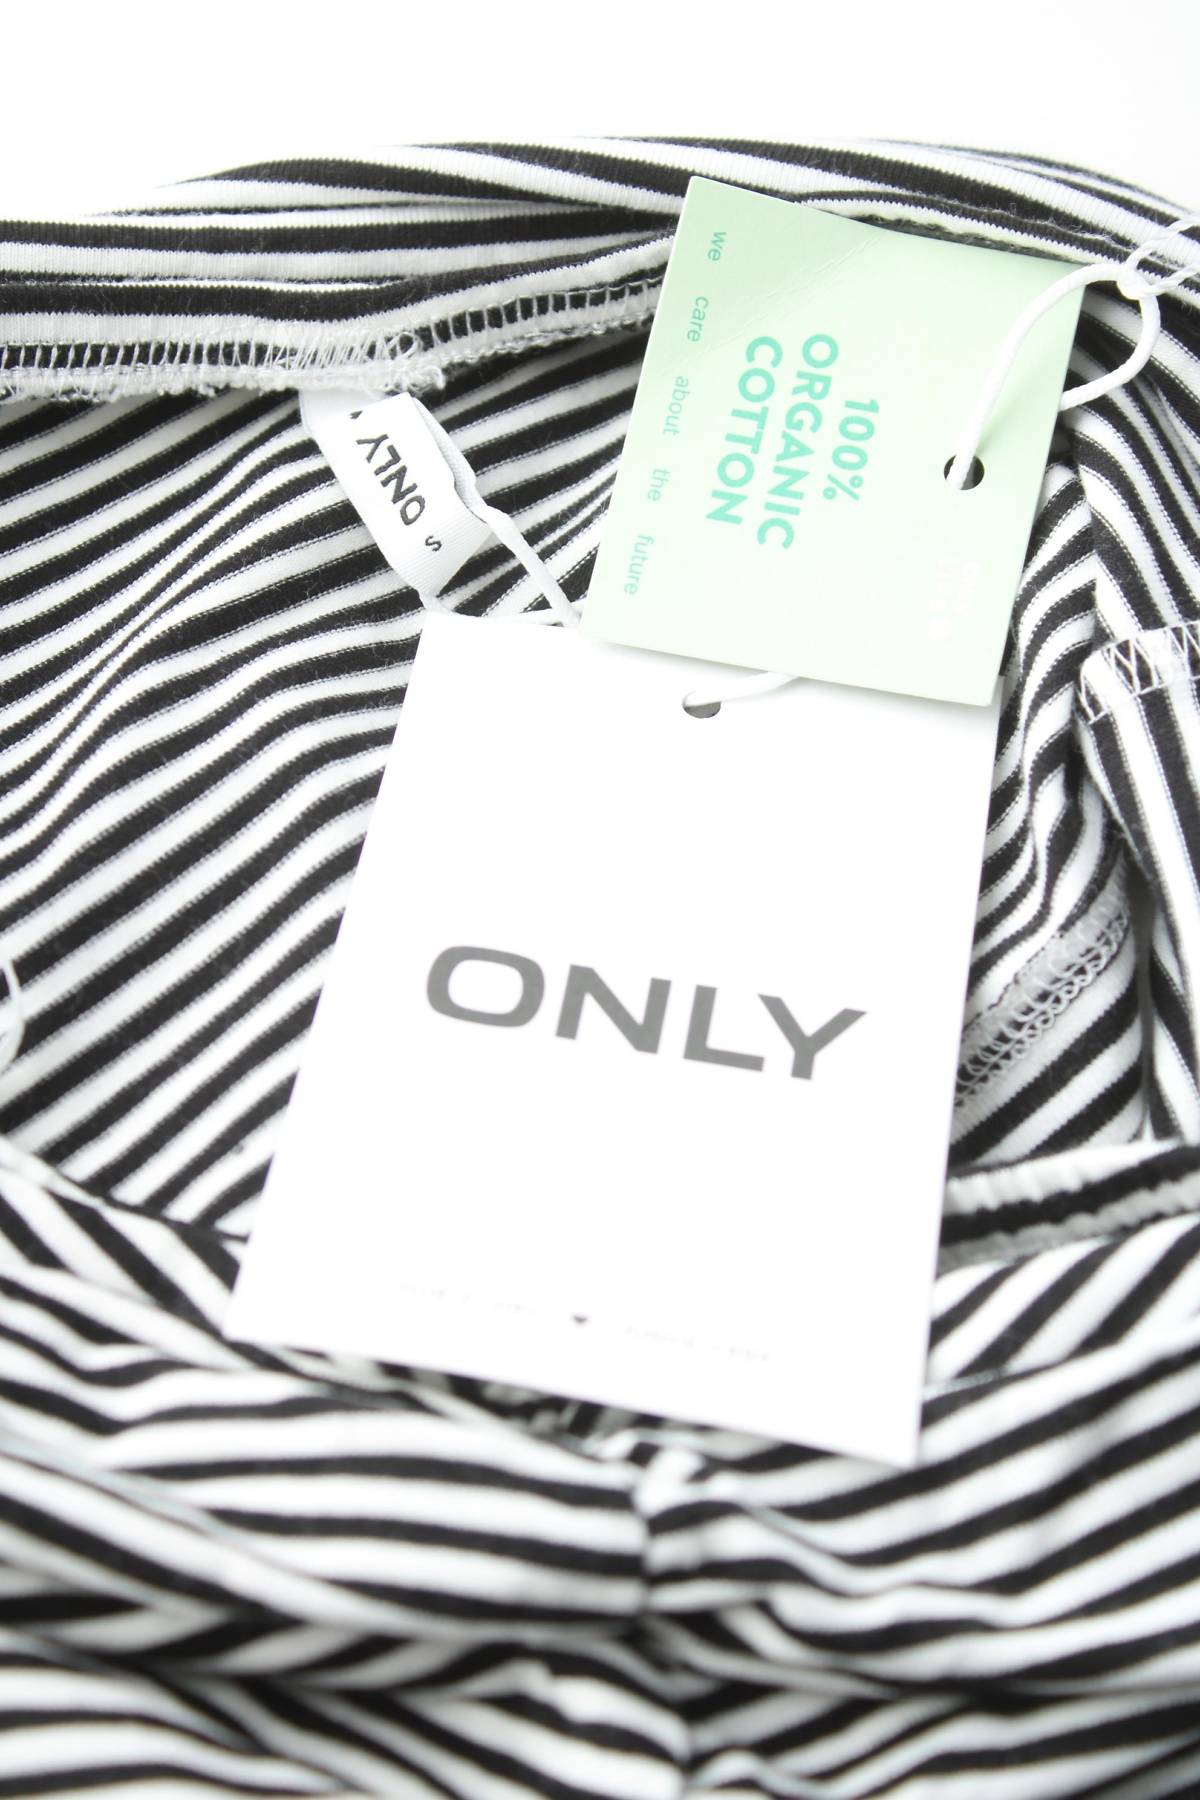 we care about the future
100%
ORGANIC
COTTON
ONLY
S
ONLY